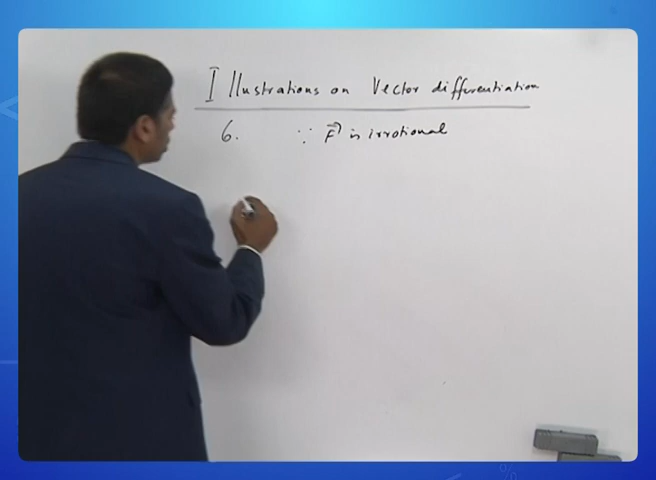 Illustrations on Vector differentiation
6. ∵ F⃗ is irrotional